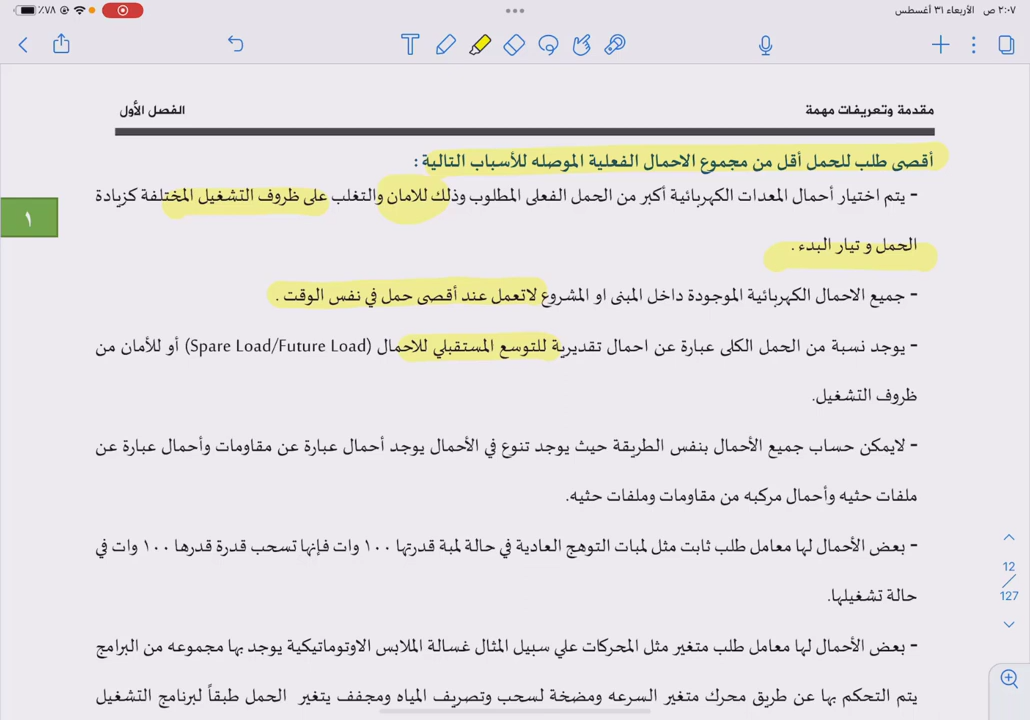 ٢:٠٧ ص الأربعاء ٣١ أغسطس
٪٧٨
T
مقدمة وتعريفات مهمة
الفصل الأول
أقصى طلب للحمل أقل من مجموع الاحمال الفعلية الموصله للأسباب التالية :
- يتم اختيار أحمال المعدات الكهربائية أكبر من الحمل الفعلى المطلوب وذلك للامان والتغلب على ظروف التشغيل المختلفة كزيادة
١
الحمل و تيار البدء .
- جميع الاحمال الكهربائية الموجودة داخل المبنى او المشروع لاتعمل عند أقصى حمل في نفس الوقت .
- يوجد نسبة من الحمل الكلى عبارة عن احمال تقديرية للتوسع المستقبلي للاحمال (Spare Load/Future Load) أو للأمان من
ظروف التشغيل.
- لايمكن حساب جميع الأحمال بنفس الطريقة حيث يوجد تنوع في الأحمال يوجد أحمال عبارة عن مقاومات وأحمال عبارة عن
ملفات حثيه وأحمال مركبه من مقاومات وملفات حثيه.
- بعض الأحمال لها معامل طلب ثابت مثل لمبات التوهج العادية في حالة لمبة قدرتها ١٠٠ وات فإنها تسحب قدرة قدرها ١٠٠ وات في
حالة تشغيلها.
12
127
- بعض الأحمال لها معامل طلب متغير مثل المحركات علي سبيل المثال غسالة الملابس الاوتوماتيكية يوجد بها مجموعه من البرامج
يتم التحكم بها عن طريق محرك متغير السرعه ومضخة لسحب وتصريف المياه ومجفف يتغير الحمل طبقاً لبرنامج التشغيل